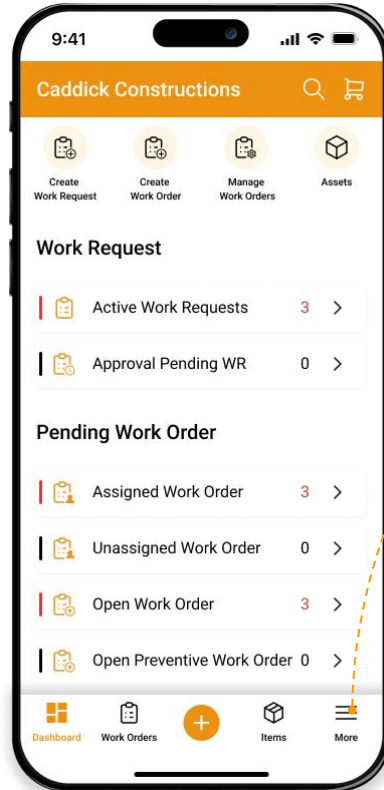 9:41
Caddick Constructions
Create
Work Request
Create
Work Order
Manage
Work Orders
Assets
Work Request
Active Work Requests 3
Approval Pending WR 0
Pending Work Order
Assigned Work Order 3
Unassigned Work Order 0
Open Work Order 3
Open Preventive Work Order 0
Dashboard
Work Orders
Items
More